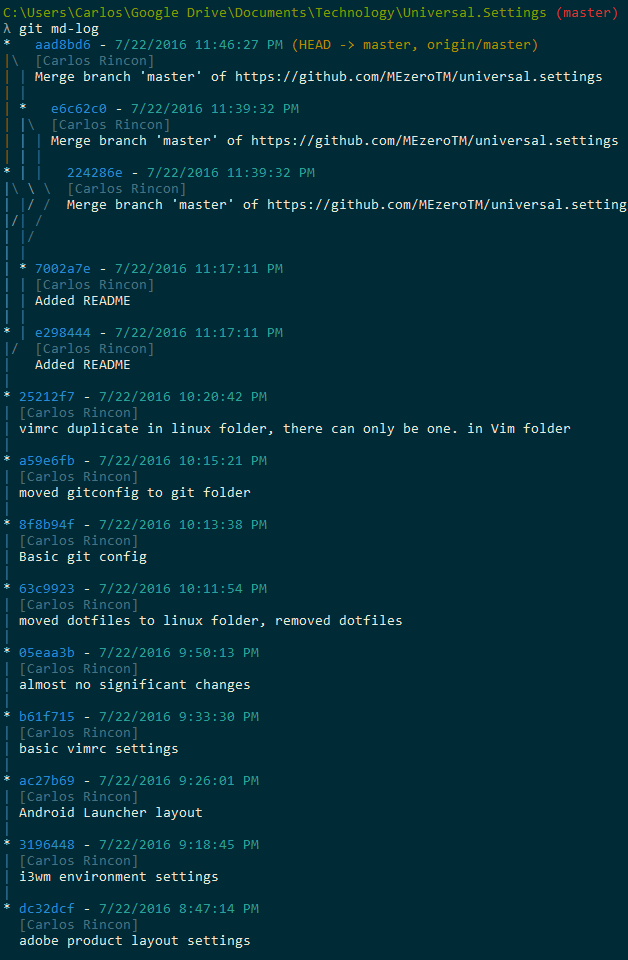 C:\Users\Carlos\Google Drive\Documents\Technology\Universal.Settings (master)
λ git md-log
*   aad8bd6 - 7/22/2016 11:46:27 PM (HEAD -> master, origin/master)
|\  [Carlos Rincon]
| | Merge branch 'master' of https://github.com/MEzeroTM/universal.settings
| |
| *   e6c62c0 - 7/22/2016 11:39:32 PM
| |\  [Carlos Rincon]
| | | Merge branch 'master' of https://github.com/MEzeroTM/universal.settings
| | |
* | |   224286e - 7/22/2016 11:39:32 PM
|\ \ \  [Carlos Rincon]
| |/ /  Merge branch 'master' of https://github.com/MEzeroTM/universal.setting
|/| /
| |/
| |
| * 7002a7e - 7/22/2016 11:17:11 PM
| | [Carlos Rincon]
| | Added README
| |
* | e298444 - 7/22/2016 11:17:11 PM
|/  [Carlos Rincon]
|   Added README
|
* 25212f7 - 7/22/2016 10:20:42 PM
| [Carlos Rincon]
| vimrc duplicate in linux folder, there can only be one. in Vim folder
|
* a59e6fb - 7/22/2016 10:15:21 PM
| [Carlos Rincon]
| moved gitconfig to git folder
|
* 8f8b94f - 7/22/2016 10:13:38 PM
| [Carlos Rincon]
| Basic git config
|
* 63c9923 - 7/22/2016 10:11:54 PM
| [Carlos Rincon]
| moved dotfiles to linux folder, removed dotfiles
|
* 05eaa3b - 7/22/2016 9:50:13 PM
| [Carlos Rincon]
| almost no significant changes
|
* b61f715 - 7/22/2016 9:33:30 PM
| [Carlos Rincon]
| basic vimrc settings
|
* ac27b69 - 7/22/2016 9:26:01 PM
| [Carlos Rincon]
| Android Launcher layout
|
* 3196448 - 7/22/2016 9:18:45 PM
| [Carlos Rincon]
| i3wm environment settings
|
* dc32dcf - 7/22/2016 8:47:14 PM
  [Carlos Rincon]
  adobe product layout settings